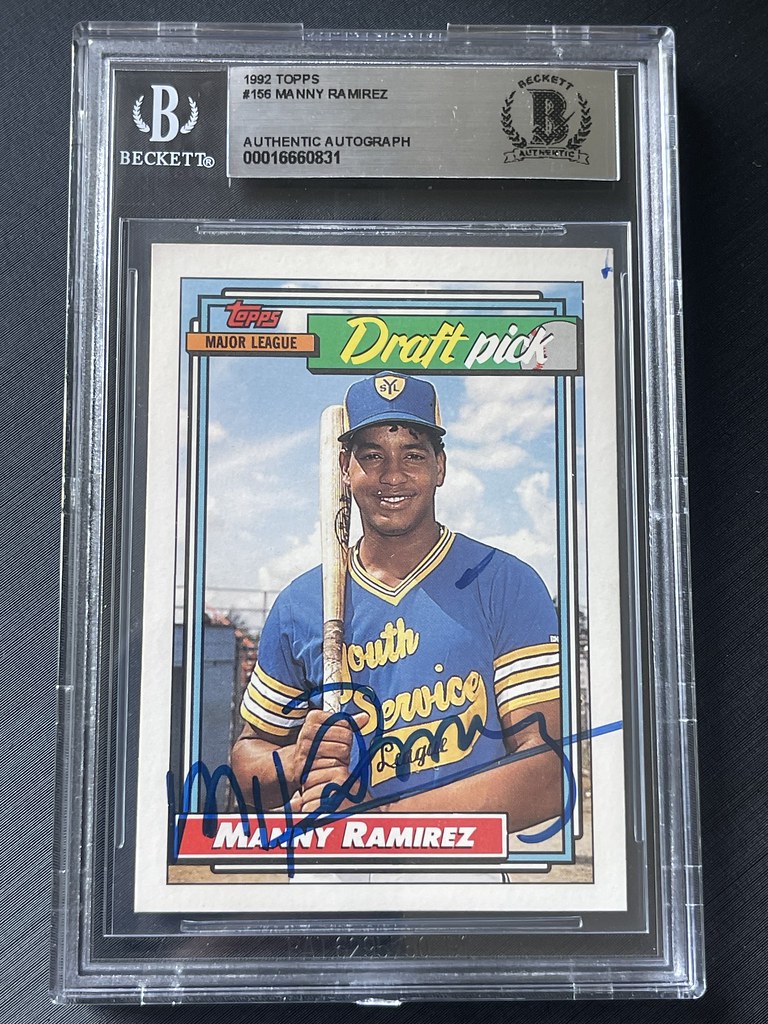 1992 TOPPS
#156 MANNY RAMIREZ
AUTHENTIC AUTOGRAPH
00016660831
B
BECKETT®
BECKETT
B
AUTHENTIC
Topps
MAJOR LEAGUE
Draft pick
SYL
outh
Service
League
MANNY RAMIREZ